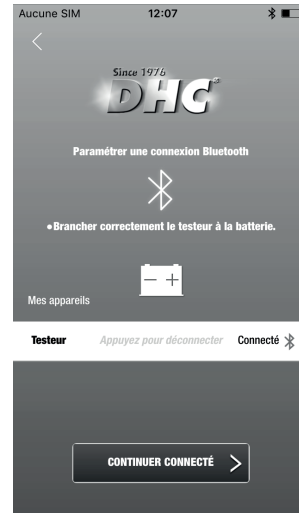 Aucune SIM 12:07
Since 1976
DHC
Paramétrer une connexion Bluetooth
•Brancher correctement le testeur à la batterie.
Mes appareils
Testeur Appuyez pour déconnecter Connecté
CONTINUER CONNECTÉ